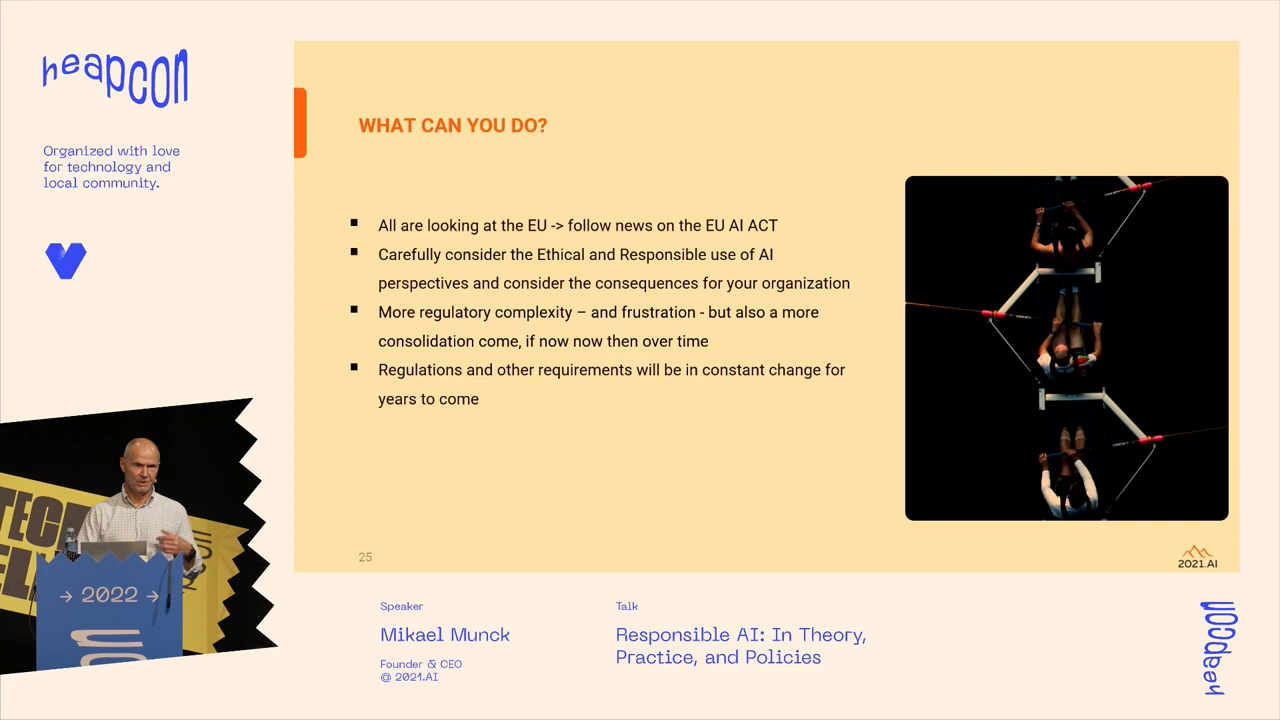 heapcon
Organized with love
for technology and
local community.
WHAT CAN YOU DO?
▪ All are looking at the EU -> follow news on the EU AI ACT
▪ Carefully consider the Ethical and Responsible use of AI
perspectives and consider the consequences for your organization
▪ More regulatory complexity – and frustration - but also a more
consolidation come, if now now then over time
▪ Regulations and other requirements will be in constant change for
years to come
25
2021.AI
TECH
→ 2022 →
Speaker
Mikael Munck
Founder & CEO
@ 2021.AI
Talk
Responsible AI: In Theory,
Practice, and Policies
heapcon